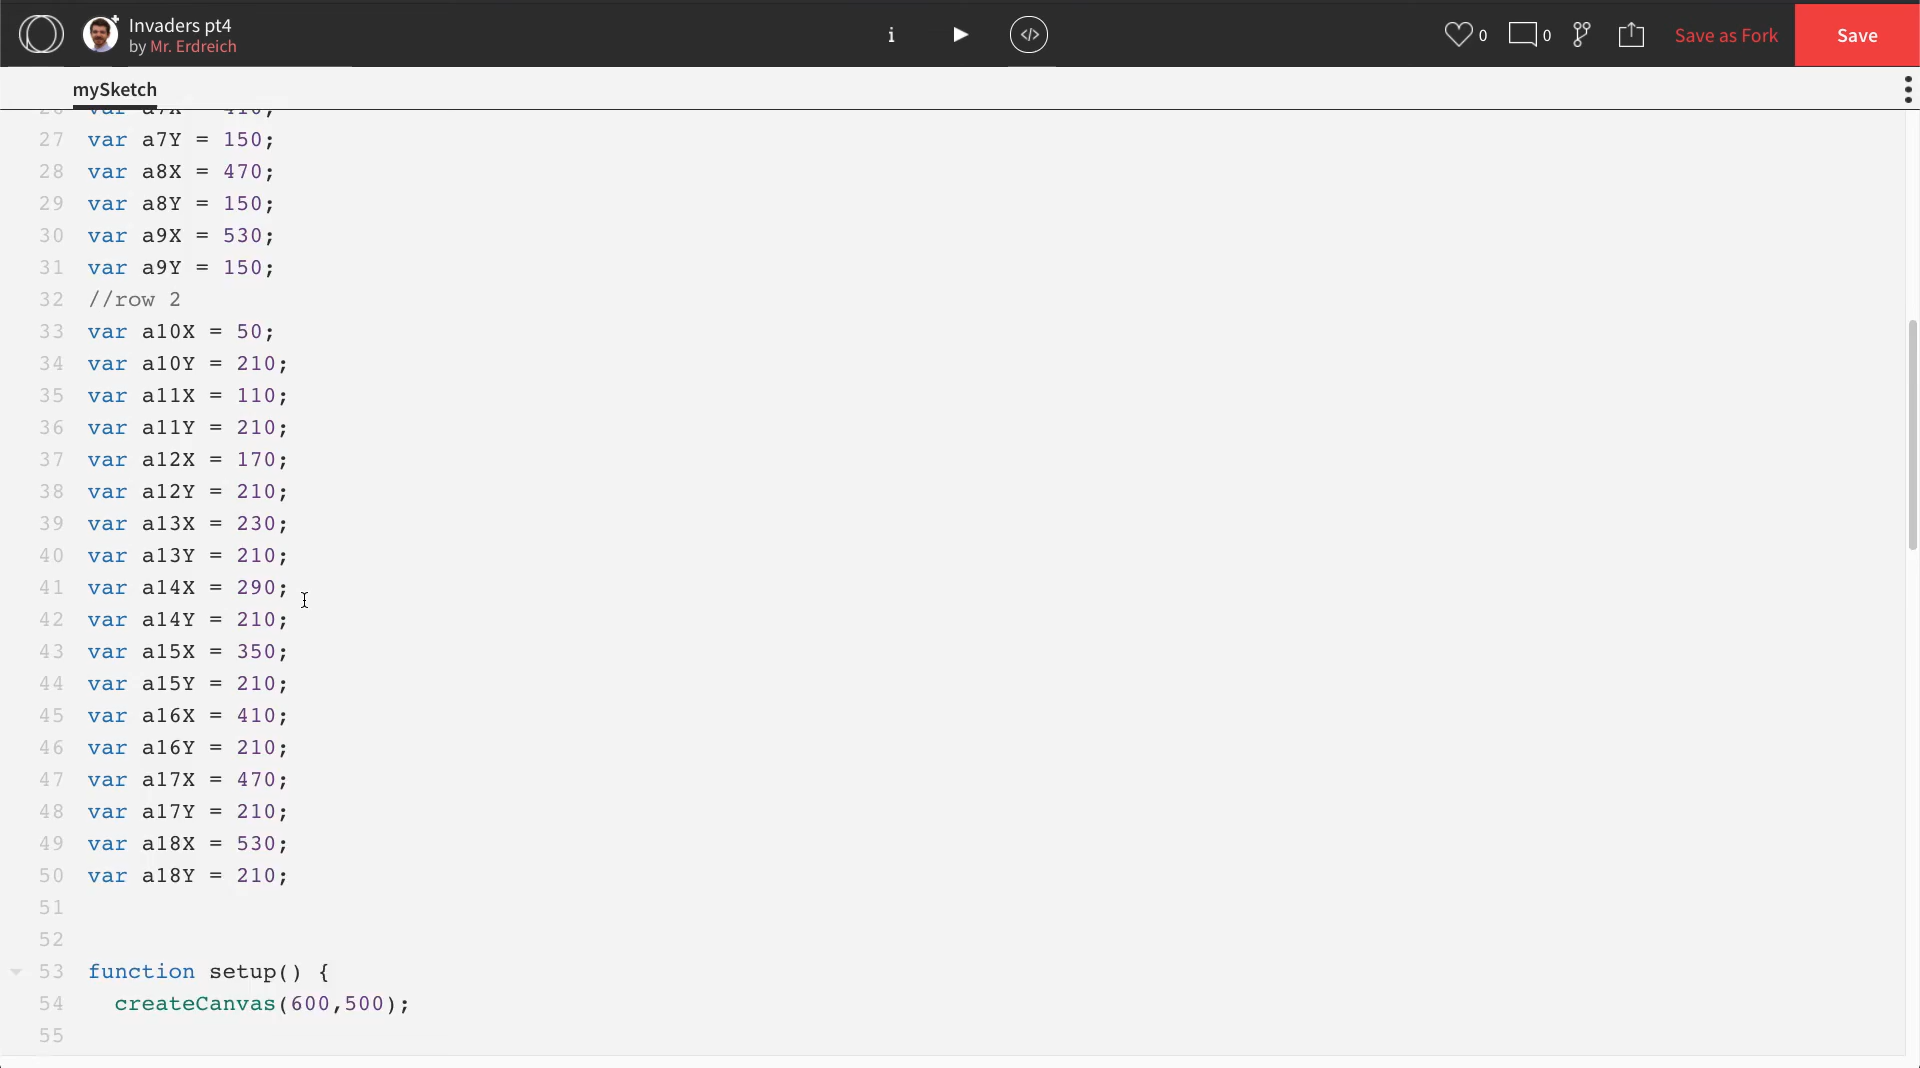 Invaders pt4
by Mr. Erdreich
i
</>
0
0
Save as Fork
Save
mySketch
27 var a7Y = 150;
28 var a8X = 470;
29 var a8Y = 150;
30 var a9X = 530;
31 var a9Y = 150;
32 //row 2
33 var a10X = 50;
34 var a10Y = 210;
35 var a11X = 110;
36 var a11Y = 210;
37 var a12X = 170;
38 var a12Y = 210;
39 var a13X = 230;
40 var a13Y = 210;
41 var a14X = 290;
42 var a14Y = 210;
43 var a15X = 350;
44 var a15Y = 210;
45 var a16X = 410;
46 var a16Y = 210;
47 var a17X = 470;
48 var a17Y = 210;
49 var a18X = 530;
50 var a18Y = 210;
51
52
53 function setup() {
54 createCanvas(600,500);
55